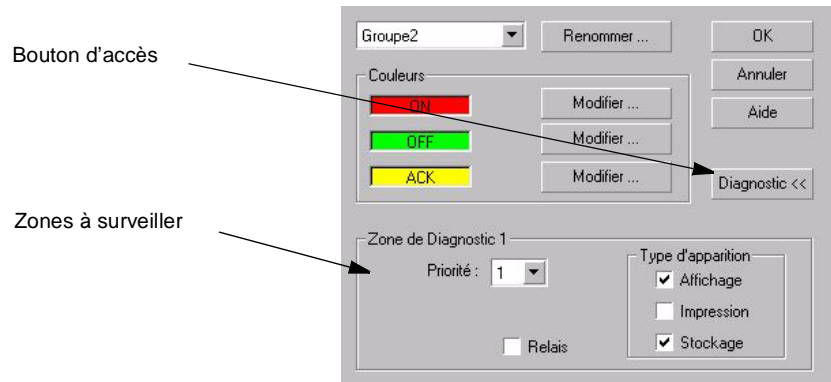 Bouton d'accès
Groupe2
Renommer ...
OK
Couleurs
Annuler
ON
Modifier ...
Aide
OFF
Modifier ...
ACK
Modifier ...
Diagnostic <<
Zones à surveiller
Zone de Diagnostic 1
Priorité :
1
Type d'apparition
Affichage
Impression
Relais
Stockage